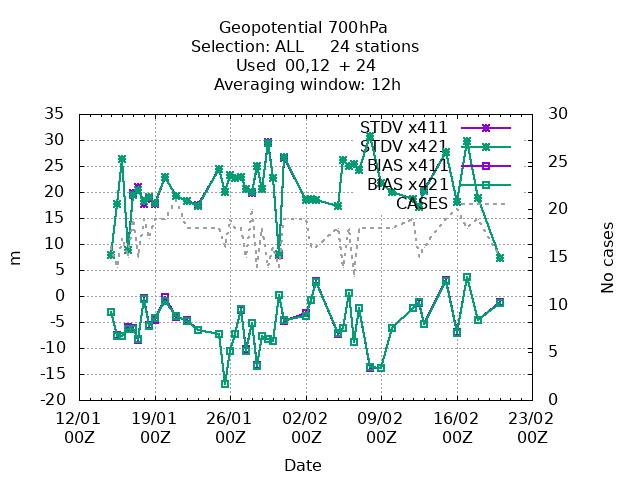 Geopotential 700hPa
Selection: ALL 24 stations
Used 00,12 + 24
Averaging window: 12h
35
30
25
20
15
10
5
0
-5
-10
-15
-20
m
30
25
20
15
10
5
0
No cases
STDV x411
STDV x421
BIAS x411
BIAS x421
CASES
12/01 19/01 26/01 02/02 09/02 16/02 23/02
00Z 00Z 00Z 00Z 00Z 00Z 00Z
Date